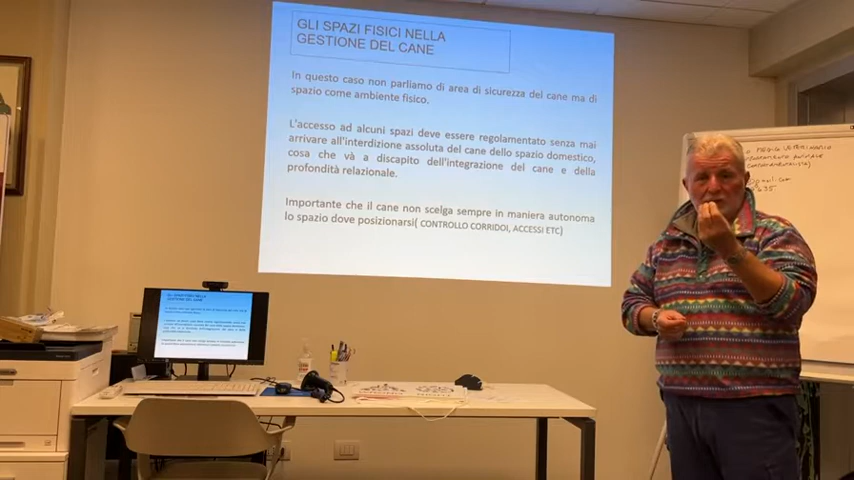 GLI SPAZI FISICI NELLA
GESTIONE DEL CANE
In questo caso non parliamo di area di sicurezza del cane ma di
spazio come ambiente fisico.
L'accesso ad alcuni spazi deve essere regolamentato senza mai
arrivare all'interdizione assoluta del cane dello spazio domestico,
cosa che và a discapito dell'integrazione del cane e della
profondità relazionale.
Importante che il cane non scelga sempre in maniera autonoma
lo spazio dove posizionarsi( CONTROLLO CORRIDOI, ACCESSI ETC)
MEDICO VETERINARIO